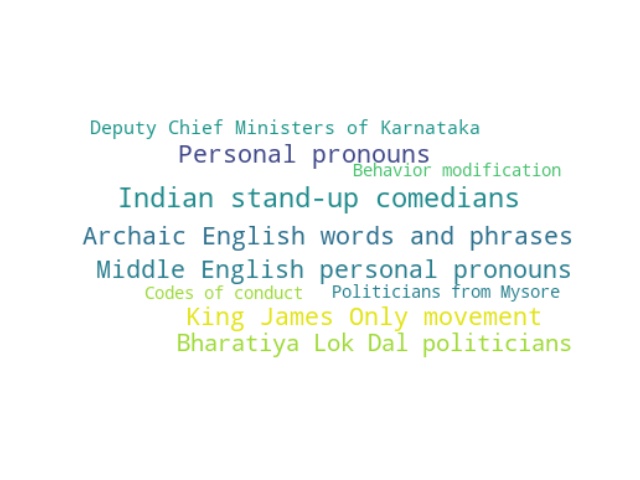 Deputy Chief Ministers of Karnataka
Personal pronouns
Behavior modification
Indian stand-up comedians
Archaic English words and phrases
Middle English personal pronouns
Codes of conduct
Politicians from Mysore
King James Only movement
Bharatiya Lok Dal politicians